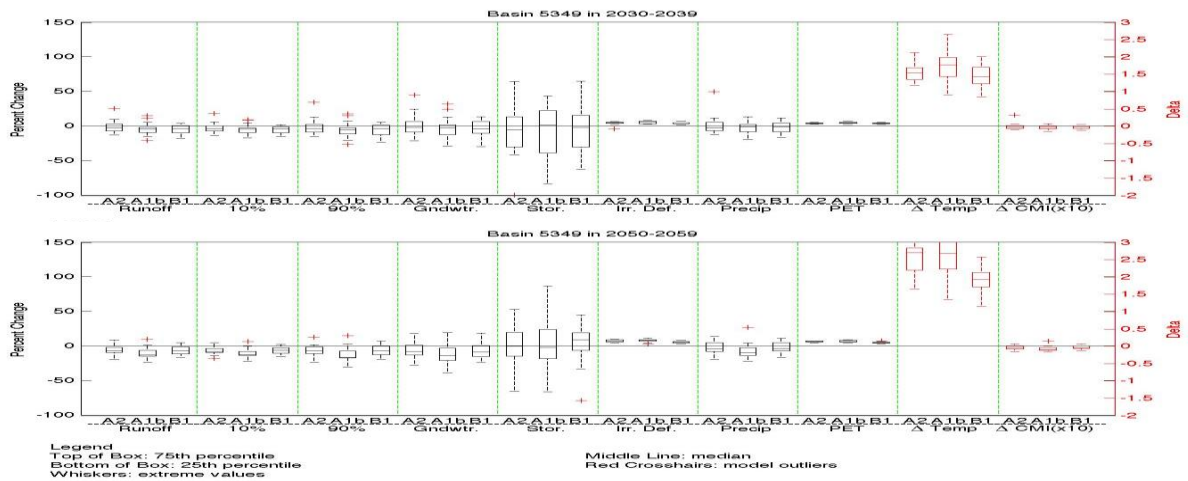 Basin 5349 in 2030-2039
150
100
50
0
-50
-100
Percent Change
3
2.5
2
1.5
1
0.5
0
-0.5
-1
-1.5
-2
Delta
A2 A1b B1 A2 A1b B1 A2 A1b B1 A2 A1b B1 A2 A1b B1 A2 A1b B1 A2 A1b B1 A2 A1b B1 A2 A1b B1 A2 A1b B1
Runoff 10% 90% Gndwtr. Stor. Irr. Def. Precip PET Δ Temp Δ CMI(x10)
Basin 5349 in 2050-2059
150
100
50
0
-50
-100
Percent Change
3
2.5
2
1.5
1
0.5
0
-0.5
-1
-1.5
-2
Delta
A2 A1b B1 A2 A1b B1 A2 A1b B1 A2 A1b B1 A2 A1b B1 A2 A1b B1 A2 A1b B1 A2 A1b B1 A2 A1b B1 A2 A1b B1
Runoff 10% 90% Gndwtr. Stor. Irr. Def. Precip PET Δ Temp Δ CMI(x10)
Legend
Top of Box: 75th percentile Middle Line: median
Bottom of Box: 25th percentile Red Crosshairs: model outliers
Whiskers: extreme values